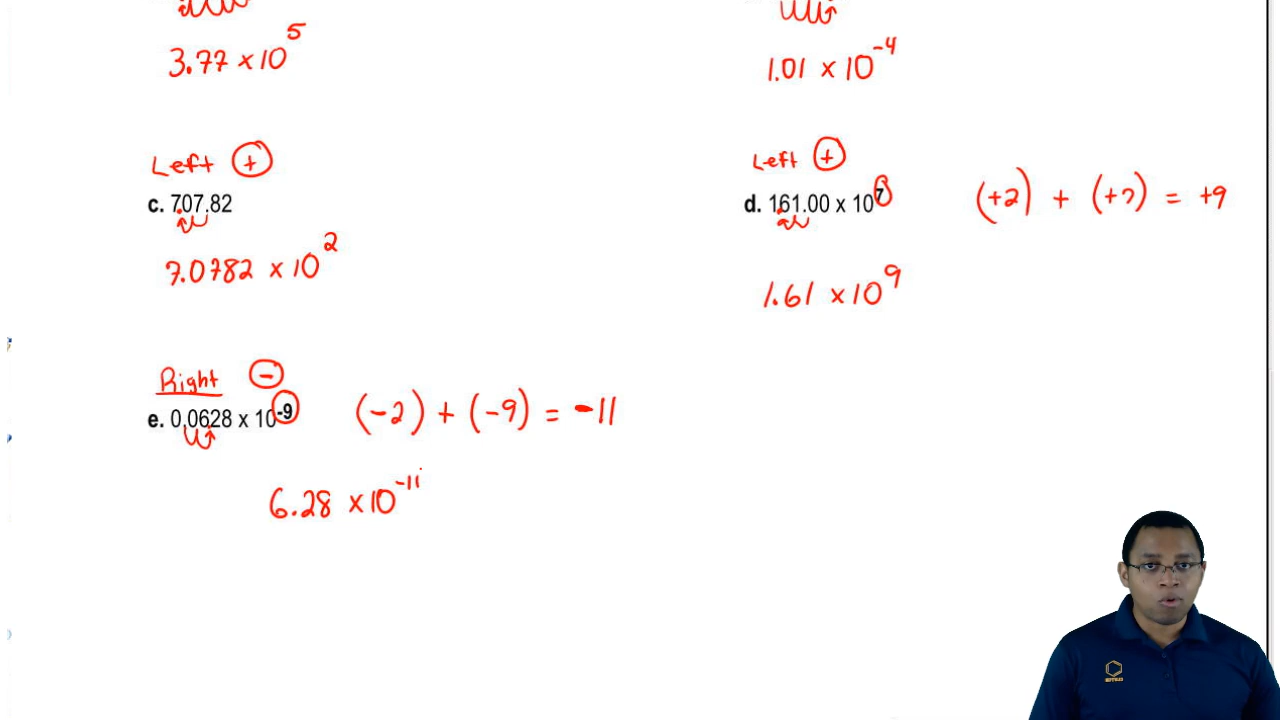 3.77 x 10^5
1.01 x 10^-4
Left +
c. 707.82
7.0782 x 10^2
Left +
d. 161.00 x 10^7 (+2) + (+7) = +9
1.61 x 10^9
Right -
e. 0.0628 x 10^-9 (-2) + (-9) = -11
6.28 x 10^-11